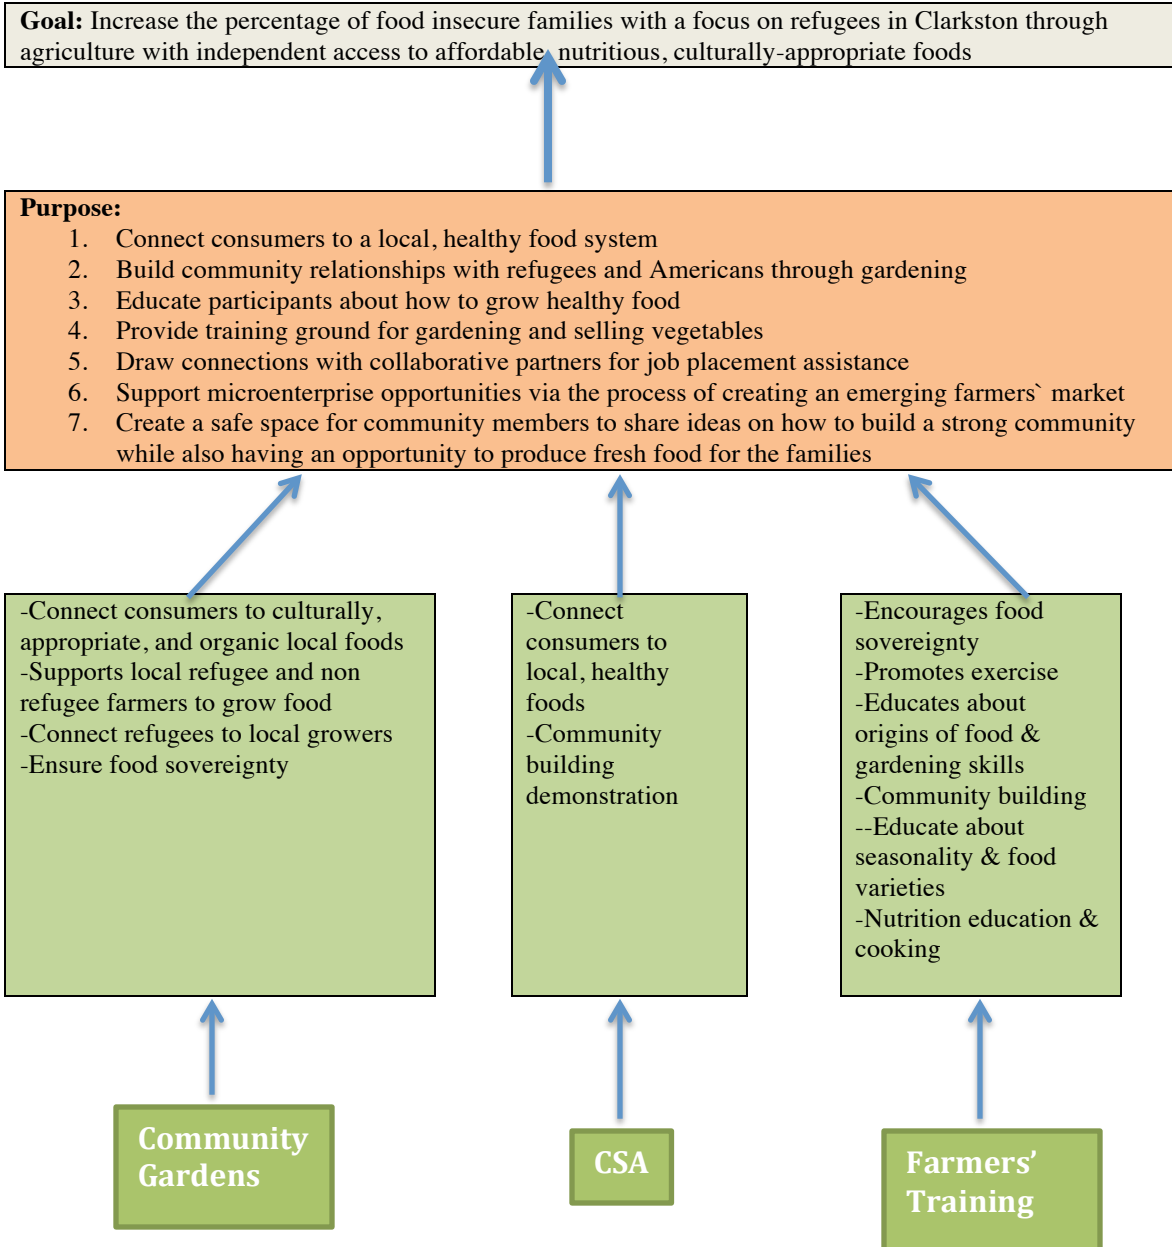 Goal: Increase the percentage of food insecure families with a focus on refugees in Clarkston through
agriculture with independent access to affordable, nutritious, culturally-appropriate foods
Purpose:
1. Connect consumers to a local, healthy food system
2. Build community relationships with refugees and Americans through gardening
3. Educate participants about how to grow healthy food
4. Provide training ground for gardening and selling vegetables
5. Draw connections with collaborative partners for job placement assistance
6. Support microenterprise opportunities via the process of creating an emerging farmers` market
7. Create a safe space for community members to share ideas on how to build a strong community
while also having an opportunity to produce fresh food for the families
-Connect consumers to culturally,
appropriate, and organic local foods
-Supports local refugee and non
refugee farmers to grow food
-Connect refugees to local growers
-Ensure food sovereignty
-Connect
consumers to
local, healthy
foods
-Community
building
demonstration
-Encourages food
sovereignty
-Promotes exercise
-Educates about
origins of food &
gardening skills
-Community building
--Educate about
seasonality & food
varieties
-Nutrition education &
cooking
Community
Gardens
CSA
Farmers’
Training